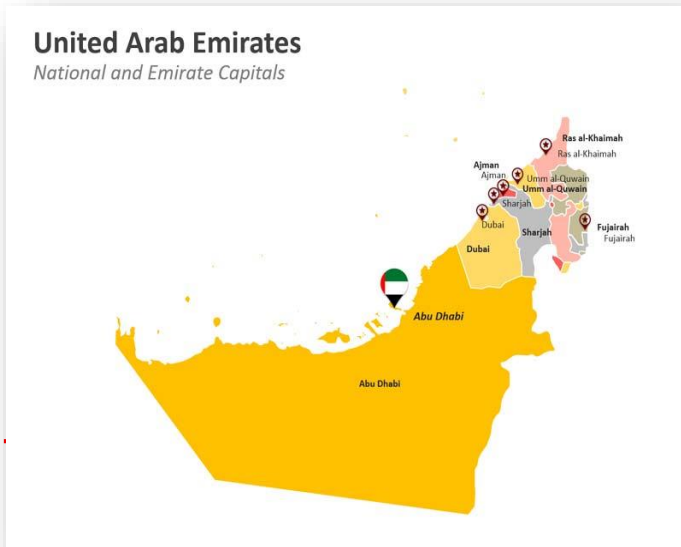 United Arab Emirates
National and Emirate Capitals
Ras al-Khaimah
Ras al-Khaimah
Ajman
Ajman
Umm al-Quwain
Umm al-Quwain
Sharjah
Dubai
Sharjah
Fujairah
Fujairah
Dubai
Abu Dhabi
Abu Dhabi